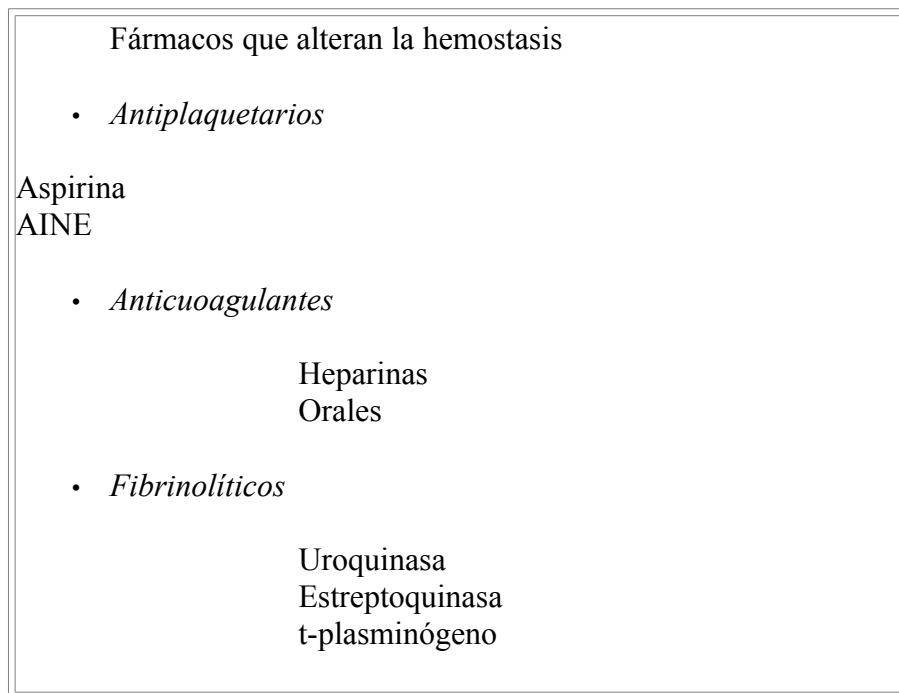 Fármacos que alteran la hemostasis
• Antiplaquetarios
Aspirina
AINE
• Anticuoagulantes
Heparinas
Orales
• Fibrinolíticos
Uroquinasa
Estreptoquinasa
t-plasminógeno